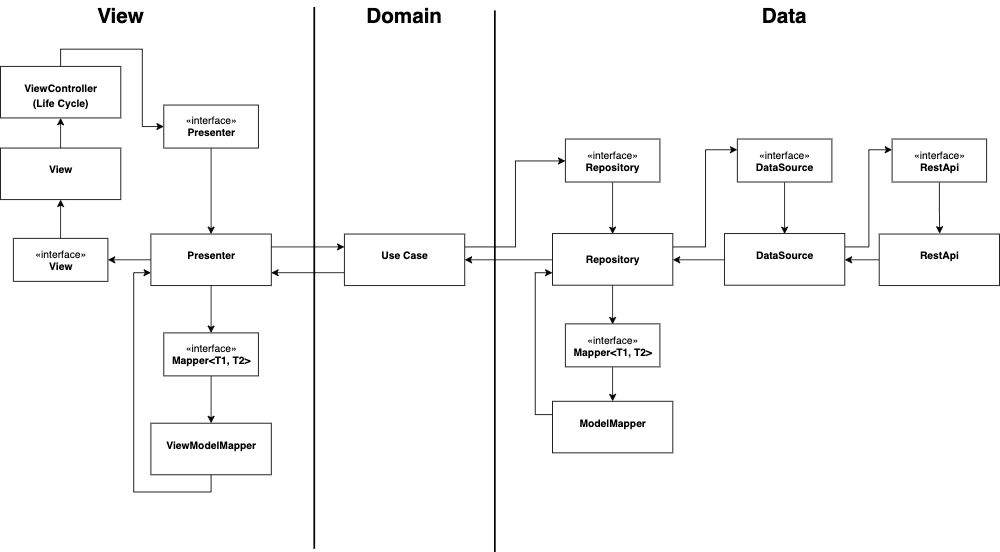 View
Domain
Data
ViewController
(Life Cycle)
«interface»
Presenter
View
«interface»
View
Presenter
«interface»
Mapper<T1, T2>
ViewModelMapper
Use Case
«interface»
Repository
Repository
«interface»
Mapper<T1, T2>
ModelMapper
«interface»
DataSource
DataSource
«interface»
RestApi
RestApi